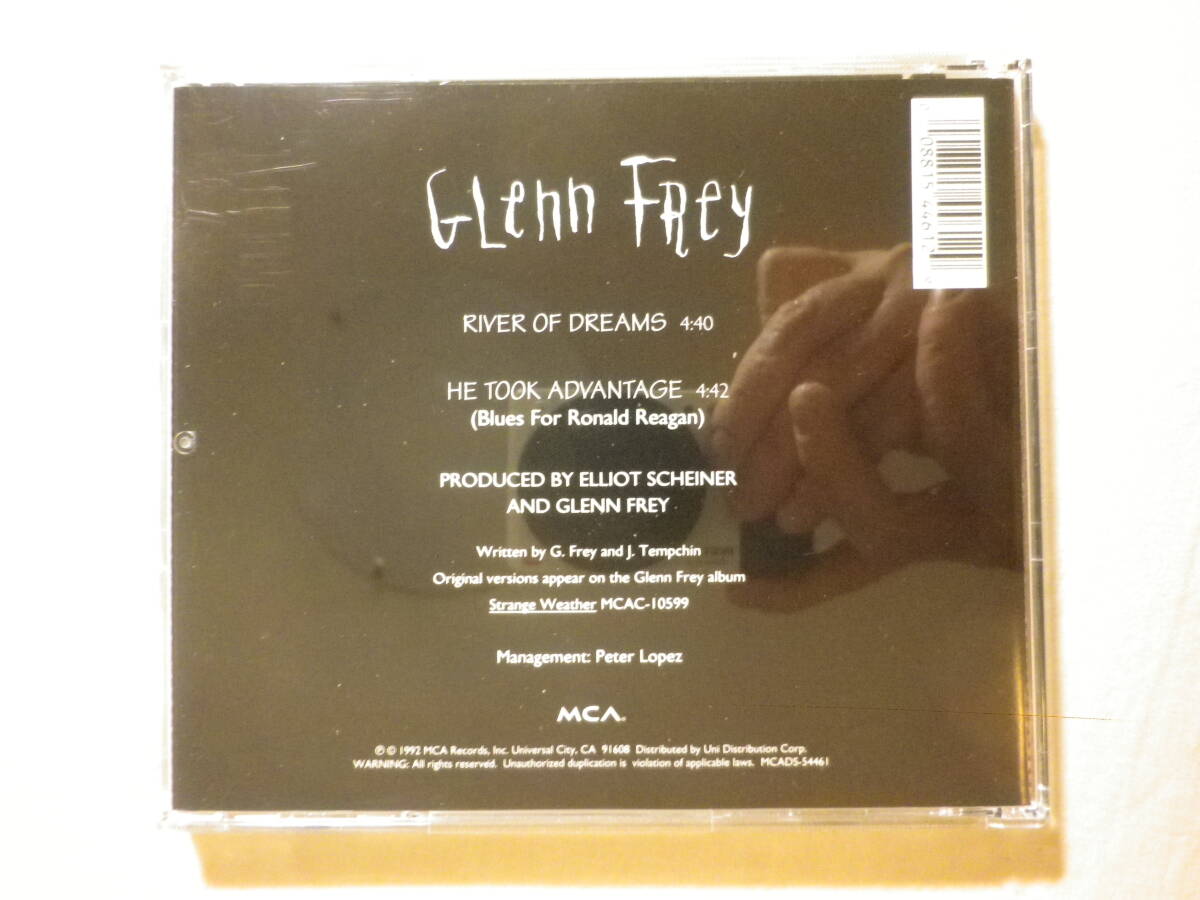 GLenn FRey
RIVER OF DREAMS 4:40
HE TOOK ADVANTAGE 4:42
(Blues For Ronald Reagan)
PRODUCED BY ELLIOT SCHEINER
AND GLENN FREY
Written by G. Frey and J. Tempchin
Original versions appear on the Glenn Frey album
Strange Weather MCAC-10599
Management: Peter Lopez
MCA.
℗ © 1992 MCA Records, Inc. Universal City, CA 91608 Distributed by Uni Distribution Corp.
WARNING: All rights reserved. Unauthorized duplication is violation of applicable laws. MCADS-54461